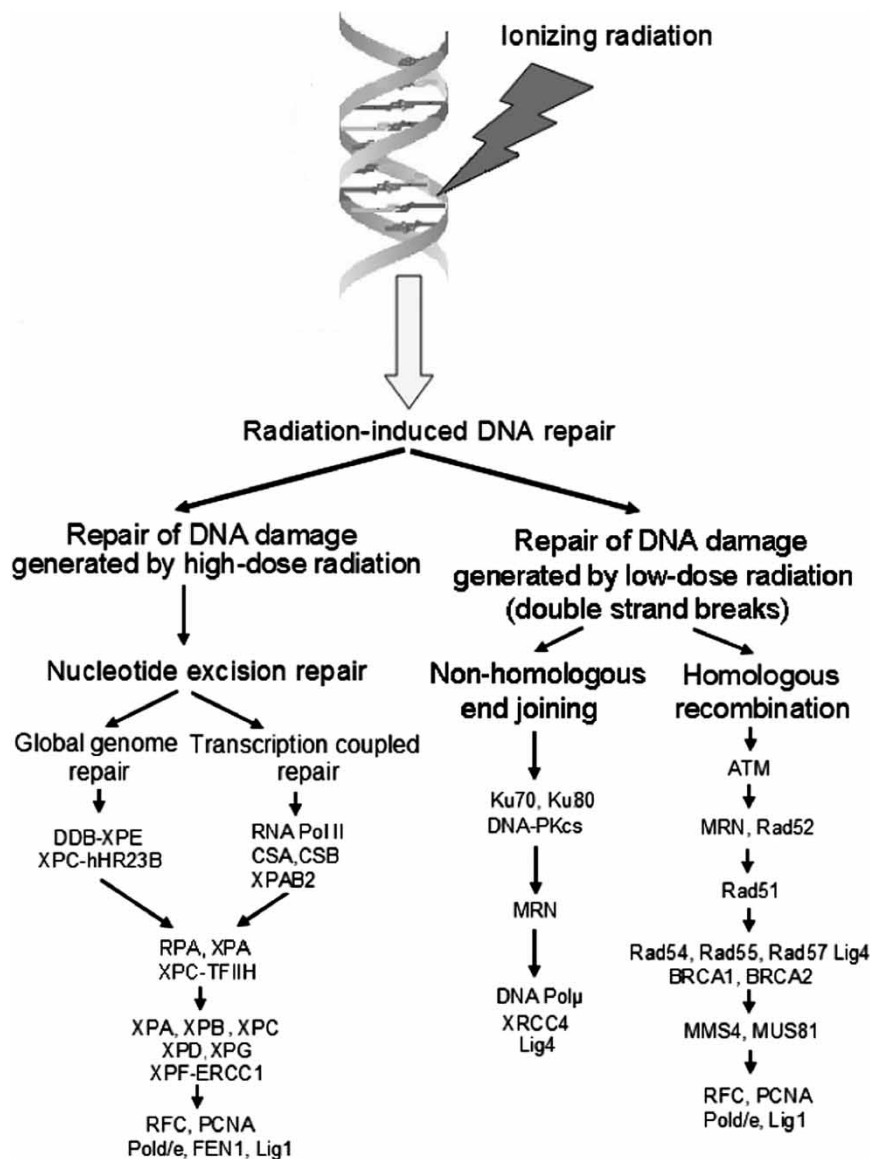 Ionizing radiation
Radiation-induced DNA repair
Repair of DNA damage
generated by high-dose radiation
Nucleotide excision repair
Global genome
repair
DDB-XPE
XPC-hHR23B
Transcription coupled
repair
RNA Pol II
CSA,CSB
XPAB2
RPA, XPA
XPC-TFIIH
XPA, XPB , XPC
XPD, XPG
XPF-ERCC1
RFC, PCNA
Pold/e, FEN1, Lig1
Repair of DNA damage
generated by low-dose radiation
(double strand breaks)
Non-homologous
end joining
Ku70, Ku80
DNA-PKcs
MRN
DNA Polµ
XRCC4
Lig4
Homologous
recombination
ATM
MRN, Rad52
Rad51
Rad54, Rad55, Rad57 Lig4
BRCA1, BRCA2
MMS4, MUS81
RFC, PCNA
Pold/e, Lig1